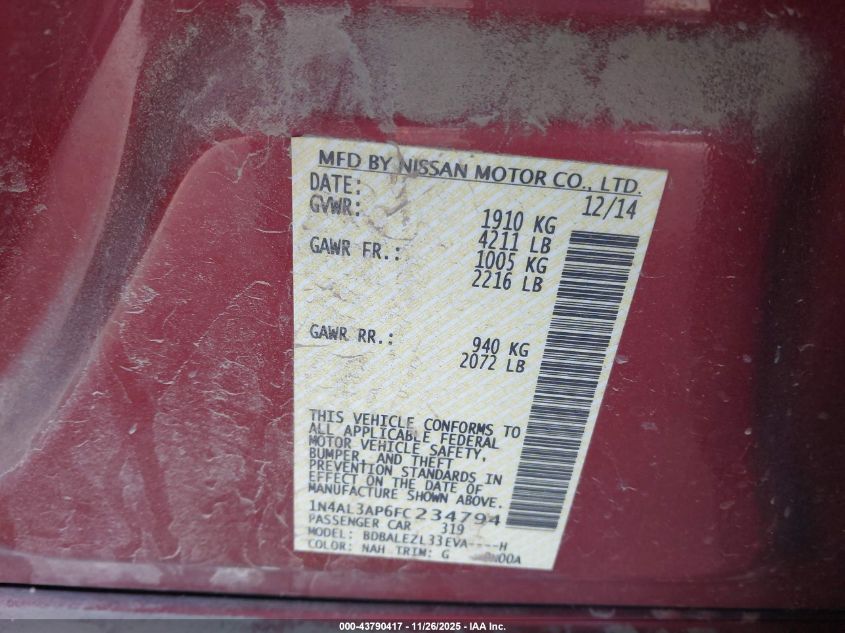 MFD BY NISSAN MOTOR CO., LTD.
DATE: 12/14
GVWR: 1910 KG
4211 LB
GAWR FR.: 1005 KG
2216 LB
GAWR RR.: 940 KG
2072 LB
THIS VEHICLE CONFORMS TO
ALL APPLICABLE FEDERAL
MOTOR VEHICLE SAFETY,
BUMPER, AND THEFT
PREVENTION STANDARDS IN
EFFECT ON THE DATE OF
MANUFACTURE SHOWN ABOVE.
1N4AL3AP6FC234794
PASSENGER CAR 319
MODEL: BDBALEZL33EVA----H
COLOR: NAH TRIM: G
000-43790417 - 11/26/2025 - IAA Inc.